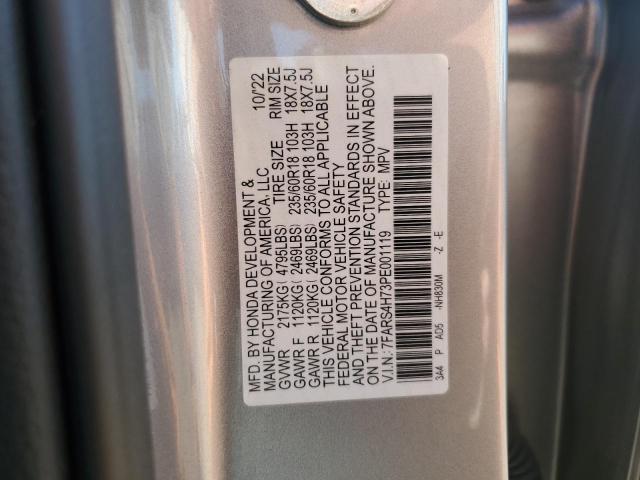 MFD. BY HONDA DEVELOPMENT & 10/'22
MANUFACTURING OF AMERICA, LLC
GVWR 2175KG( 4795LBS) TIRE SIZE RIM SIZE
GAWR F 1120KG( 2469LBS) 235/60R18 103H 18X7.5J
GAWR R 1120KG( 2469LBS) 235/60R18 103H 18X7.5J
THIS VEHICLE CONFORMS TO ALL APPLICABLE
FEDERAL MOTOR VEHICLE SAFETY
AND THEFT PREVENTION STANDARDS IN EFFECT
ON THE DATE OF MANUFACTURE SHOWN ABOVE.
V.I.N.: 7FARS4H73PE001119 TYPE: MPV
3A4 P AD5 -NH830M -Z -E